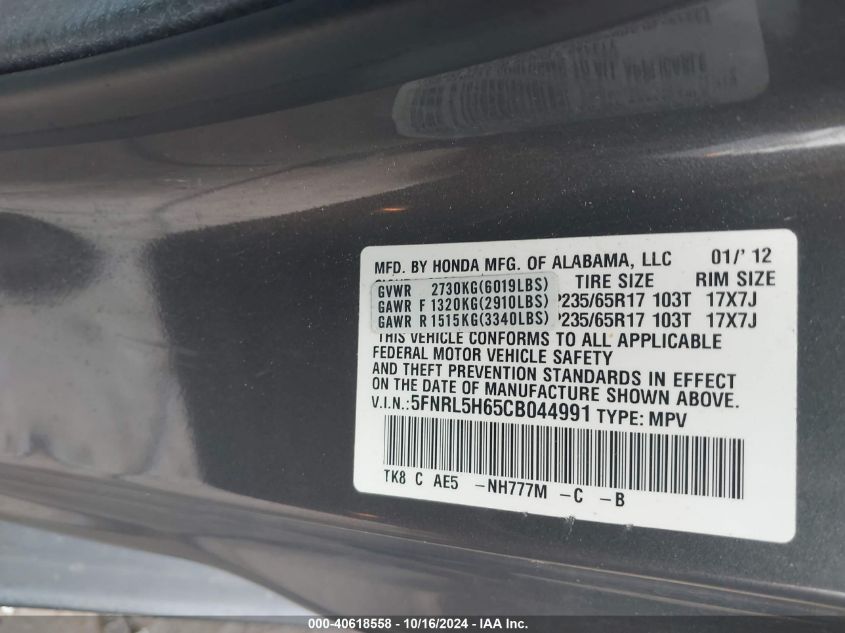 MFD. BY HONDA MFG. OF ALABAMA, LLC 01/' 12
TIRE SIZE RIM SIZE
GVWR 2730KG(6019LBS)
GAWR F 1320KG(2910LBS) P235/65R17 103T 17X7J
GAWR R 1515KG(3340LBS) P235/65R17 103T 17X7J
THIS VEHICLE CONFORMS TO ALL APPLICABLE
FEDERAL MOTOR VEHICLE SAFETY
AND THEFT PREVENTION STANDARDS IN EFFECT
ON THE DATE OF MANUFACTURE SHOWN ABOVE.
V.I.N.:5FNRL5H65CB044991 TYPE: MPV
TK8 C AE5 -NH777M -C -B
000-40618558 - 10/16/2024 - IAA Inc.